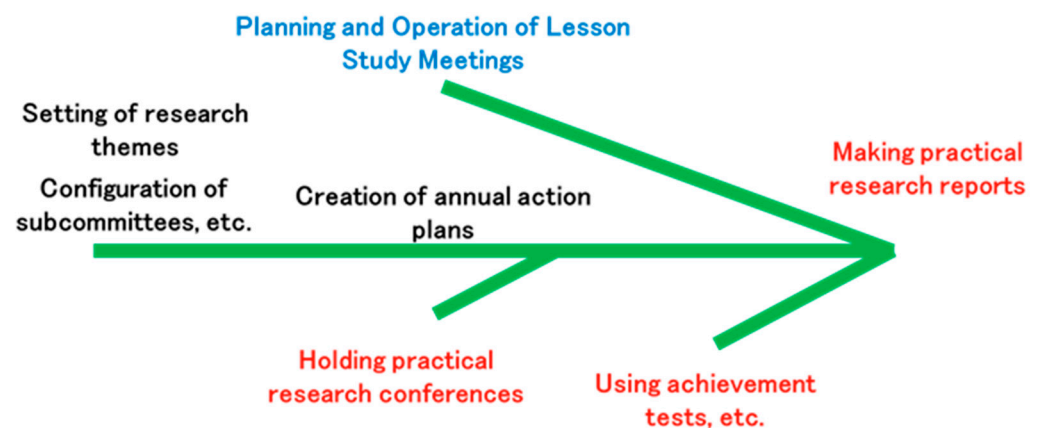 Planning and Operation of Lesson
Study Meetings
Setting of research
themes
Configuration of
subcommittees, etc.
Creation of annual action
plans
Making practical
research reports
Holding practical
research conferences
Using achievement
tests, etc.